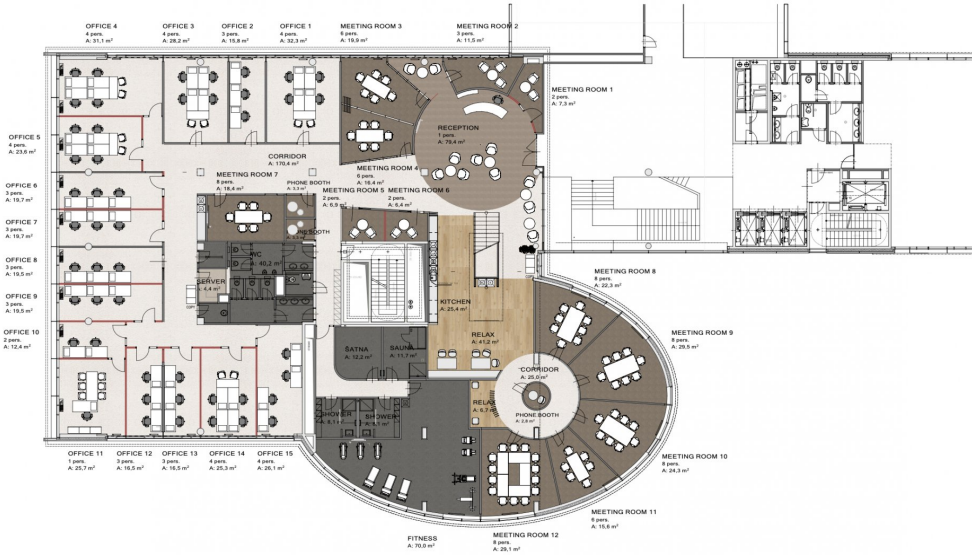 OFFICE 4
4 pers.
A: 31,1 m²
OFFICE 3
4 pers.
A: 28,2 m²
OFFICE 2
3 pers.
A: 15,8 m²
OFFICE 1
4 pers.
A: 32,3 m²
MEETING ROOM 3
6 pers.
A: 19,9 m²
MEETING ROOM 2
3 pers.
A: 11,5 m²
MEETING ROOM 1
2 pers.
A: 7,3 m²
RECEPTION
1 pers.
A: 78,4 m²
OFFICE 5
4 pers.
A: 23,6 m²
CORRIDOR
A: 170,4 m²
MEETING ROOM 4
6 pers.
A: 16,4 m²
MEETING ROOM 7
8 pers.
A: 18,4 m²
PHONE BOOTH
MEETING ROOM 5
2 pers.
A: 6,9 m²
MEETING ROOM 6
2 pers.
A: 6,4 m²
OFFICE 6
3 pers.
A: 19,7 m²
OFFICE 7
3 pers.
A: 19,7 m²
BOOTH
WC
A: 40,2 m²
OFFICE 8
3 pers.
A: 19,5 m²
SERVER
A: 4,4 m²
OFFICE 9
3 pers.
A: 19,5 m²
COPY
KITCHEN
A: 25,4 m²
MEETING ROOM 8
8 pers.
A: 22,3 m²
OFFICE 10
2 pers.
A: 12,4 m²
MEETING ROOM 9
8 pers.
A: 29,5 m²
ŠATNA
A: 12,2 m²
SAUNA
A: 11,7 m²
RELAX
A: 41,2 m²
CORRIDOR
A: 25,0 m²
RELAX
A: 6,7 m²
PHONE BOOTH
A: 2,8 m²
SHOWER
SHOWER
OFFICE 11
1 pers.
A: 25,7 m²
OFFICE 12
3 pers.
A: 16,5 m²
OFFICE 13
3 pers.
A: 16,5 m²
OFFICE 14
4 pers.
A: 25,3 m²
OFFICE 15
4 pers.
A: 26,1 m²
MEETING ROOM 10
8 pers.
A: 24,3 m²
MEETING ROOM 11
6 pers.
A: 15,6 m²
MEETING ROOM 12
8 pers.
A: 29,1 m²
FITNESS
A: 70,0 m²